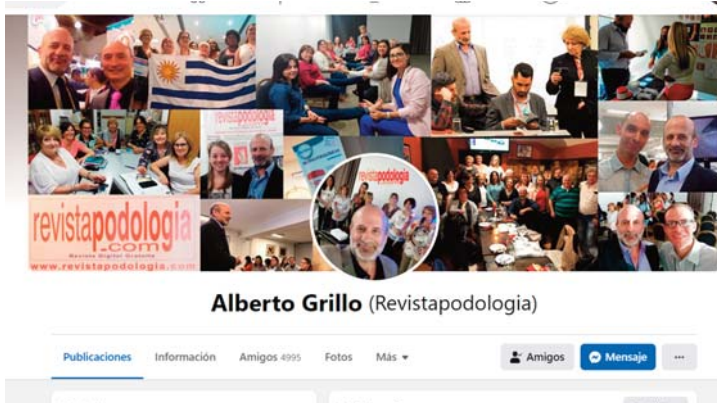 revistapodologia
revistapodologia
revistapodologia
.com
Revista Digital Gratuita
www.revistapodologia.com
Alberto Grillo (Revistapodologia)
Publicaciones Información Amigos 4995 Fotos Más Amigos Mensaje